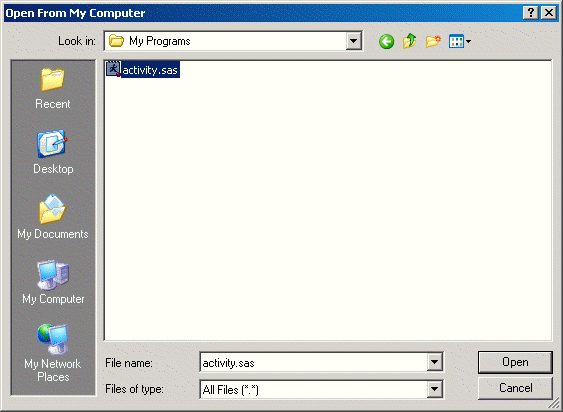 Open From My Computer
Look in:
My Programs
activity.sas
Recent
Desktop
My Documents
My Computer
My Network
Places
File name:
activity.sas
Open
Files of type:
All Files (*.*)
Cancel